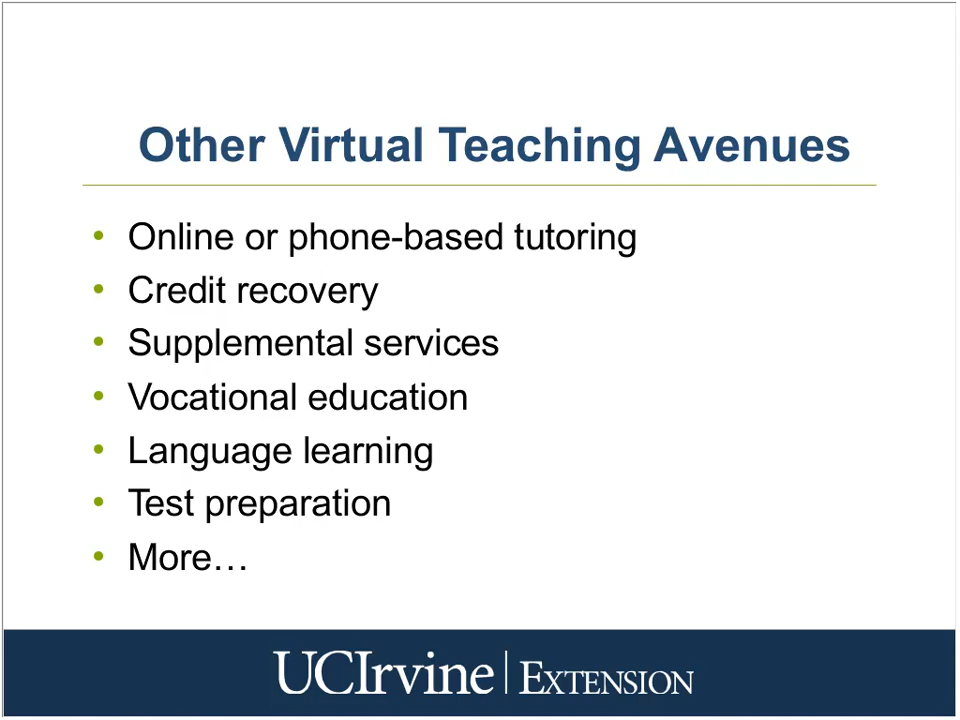 Other Virtual Teaching Avenues
• Online or phone-based tutoring
• Credit recovery
• Supplemental services
• Vocational education
• Language learning
• Test preparation
• More…
UCIrvine | EXTENSION